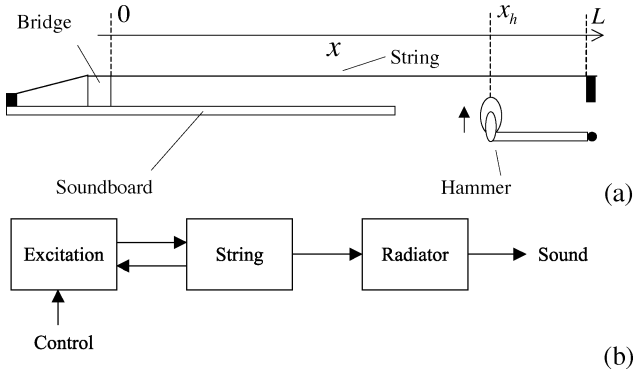 0
x_h
L
Bridge
x
String
Soundboard
Hammer
(a)
Excitation
String
Radiator
Sound
Control
(b)